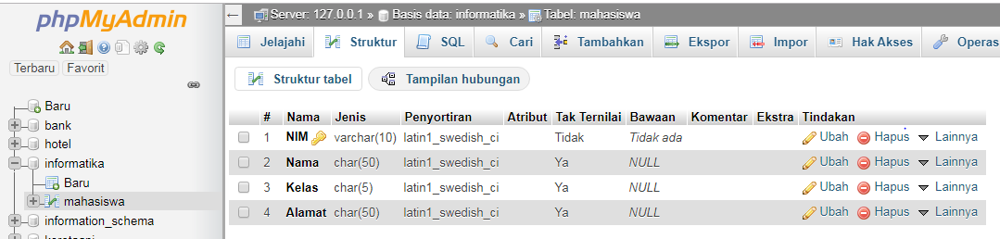 phpMyAdmin
Terbaru Favorit
Baru
bank
hotel
informatika
Baru
mahasiswa
information_schema
Server: 127.0.0.1 » Basis data: informatika » Tabel: mahasiswa
Jelajahi Struktur SQL Cari Tambahkan Ekspor Impor Hak Akses Operas
Struktur tabel Tampilan hubungan
# Nama Jenis Penyortiran Atribut Tak Ternilai Bawaan Komentar Ekstra Tindakan
1 NIM varchar(10) latin1_swedish_ci Tidak Tidak ada Ubah Hapus Lainnya
2 Nama char(50) latin1_swedish_ci Ya NULL Ubah Hapus Lainnya
3 Kelas char(5) latin1_swedish_ci Ya NULL Ubah Hapus Lainnya
4 Alamat char(50) latin1_swedish_ci Ya NULL Ubah Hapus Lainnya